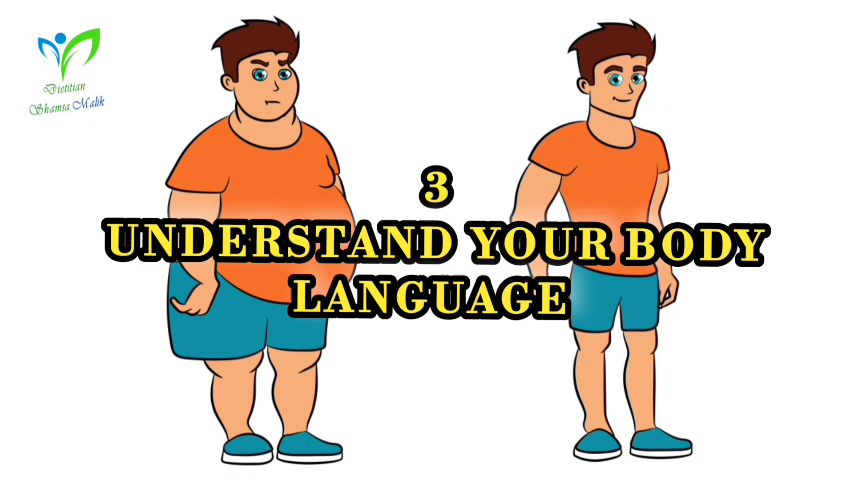 Dietitian
Shamsa Malik
3
UNDERSTAND YOUR BODY
LANGUAGE